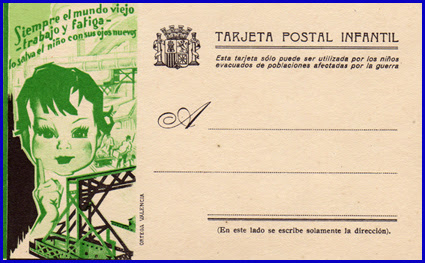 Siempre el mundo viejo
-trabajo y fatiga-
lo salva el niño con sus ojos nuevos
TARJETA POSTAL INFANTIL
Esta tarjeta sólo puede ser utilizada por los niños
evacuados de poblaciones afectadas por la guerra
A
ORTEGA VALENCIA
(En este lado se escribe solamente la dirección).